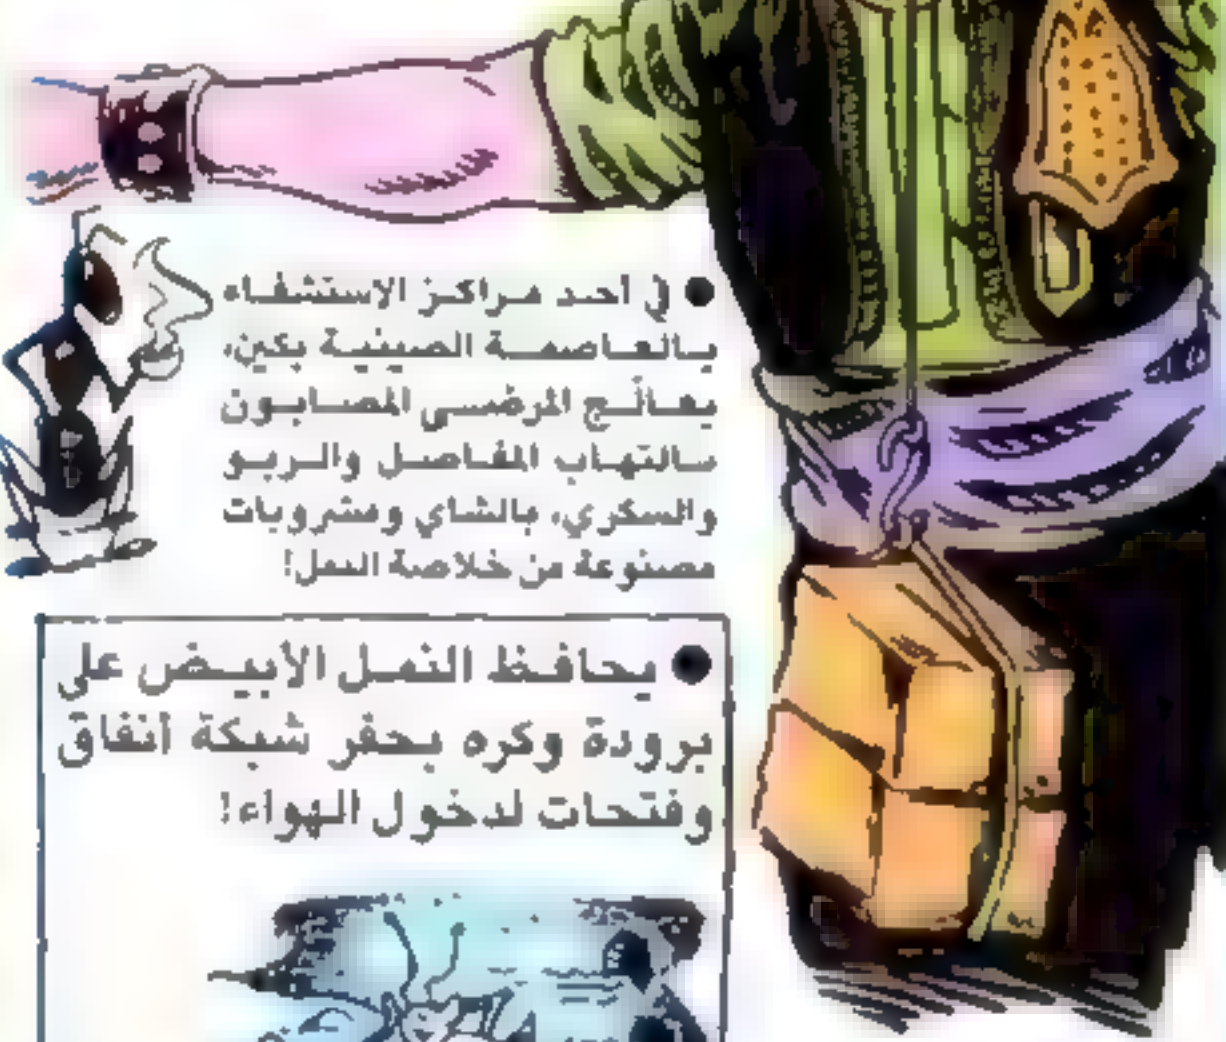 ● في أحد مراكز الإستشفاء
بالعاصمة الصينية بكين،
يعالج المرضى المصابون
بالتهاب المفاصل والربو
والسكري، بالشاي ومشروبات
مصنوعة من خلاصة النمل!
● يحافظ النمل الأبيض على
برودة وكره بحفر شبكة أنفاق
وفتحات لدخول الهواء!